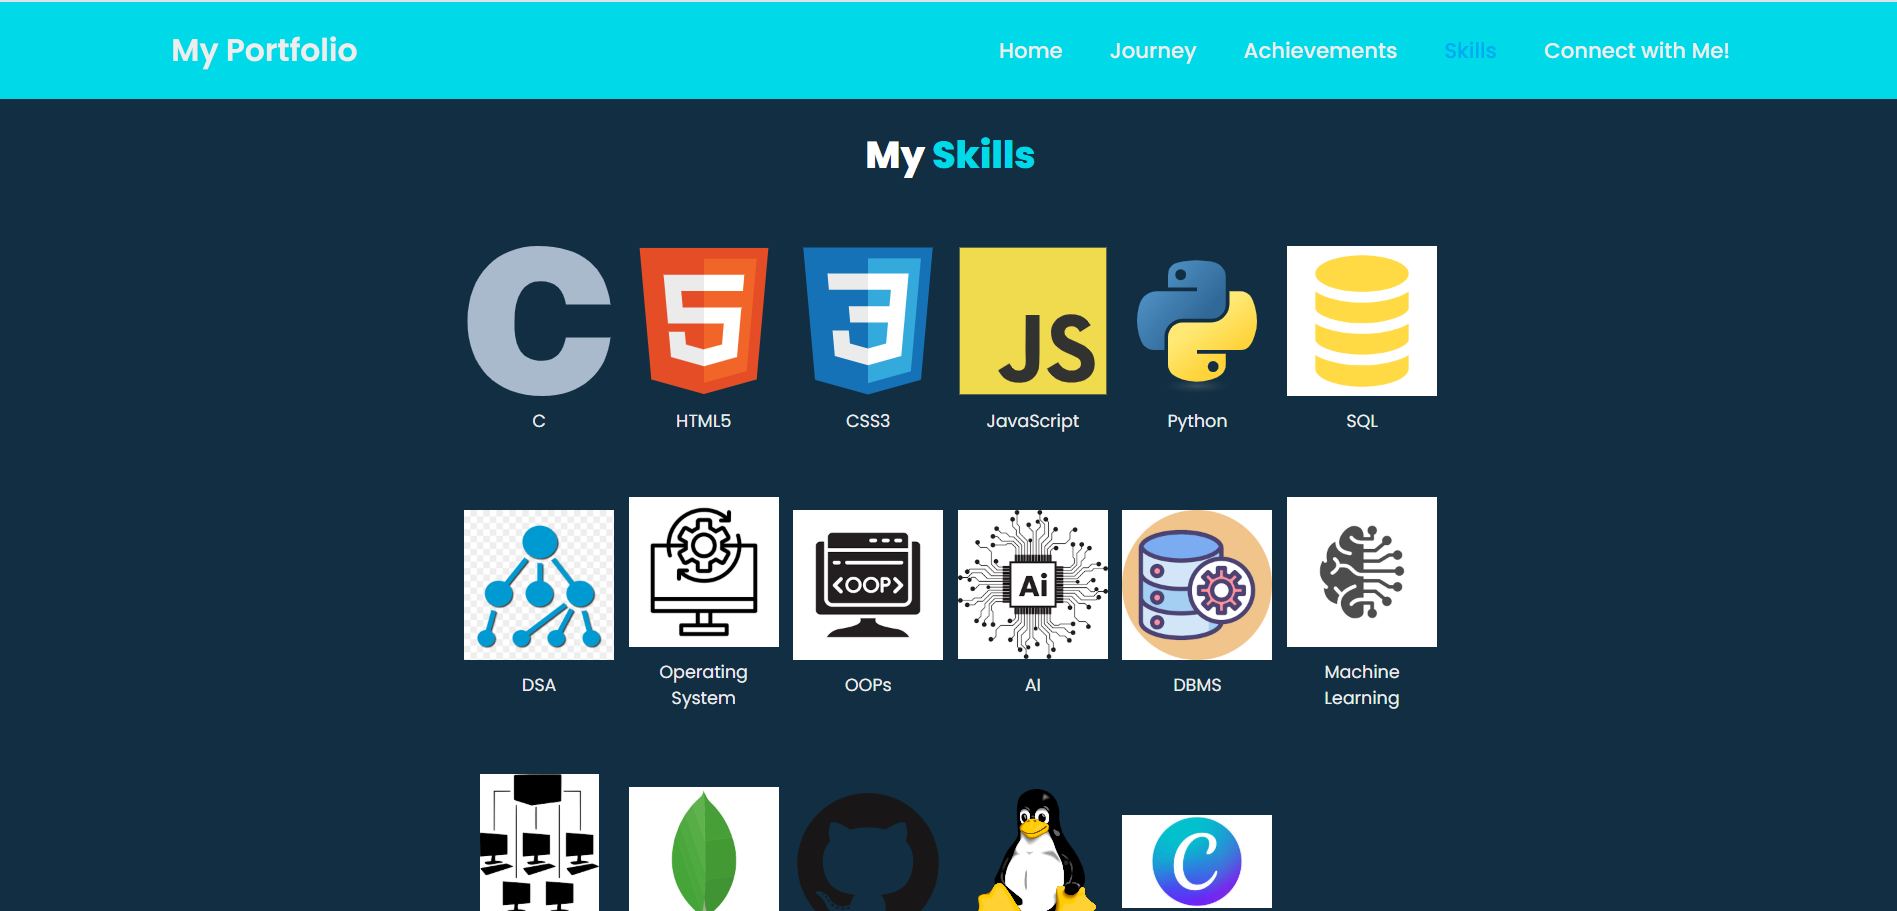 My Portfolio
Home Journey Achievements Skills Connect with Me!
My Skills
JS
C HTML5 CSS3 JavaScript Python SQL
<OOP>
Ai
DSA Operating System OOPs AI DBMS Machine Learning